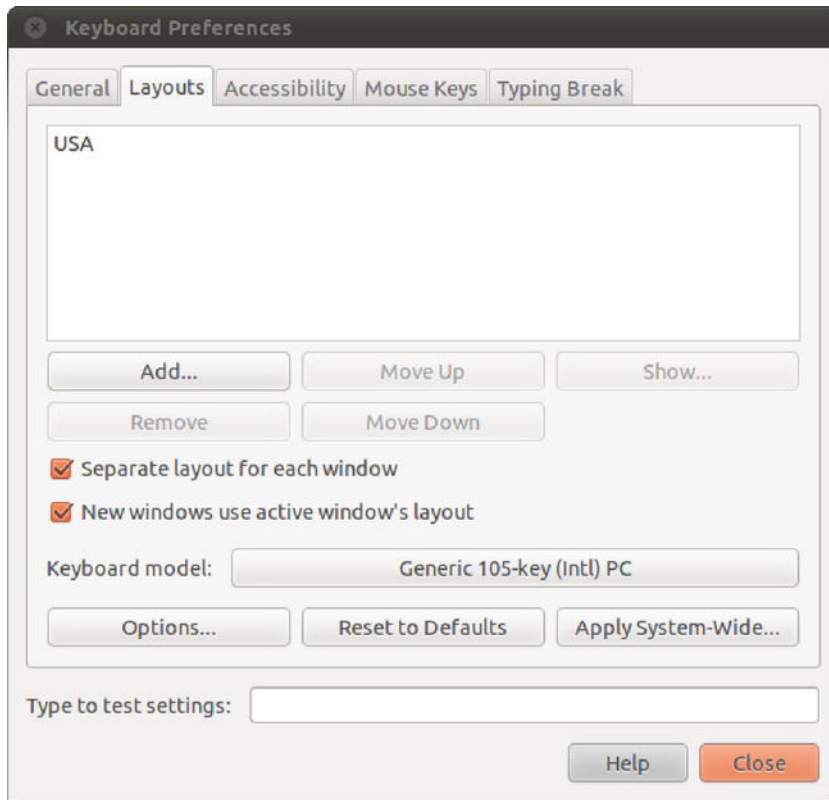 Keyboard Preferences
General Layouts Accessibility Mouse Keys Typing Break
USA
Add... Move Up Show...
Remove Move Down
Separate layout for each window
New windows use active window's layout
Keyboard model: Generic 105-key (Intl) PC
Options... Reset to Defaults Apply System-Wide...
Type to test settings:
Help Close